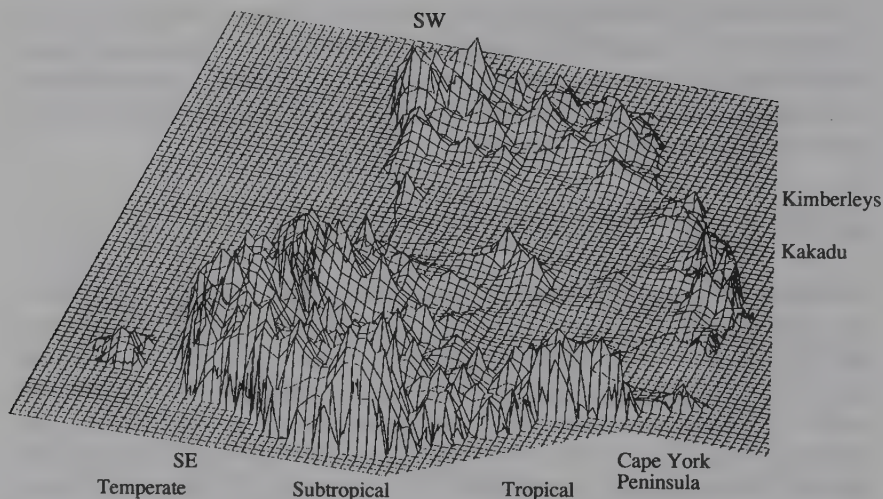 SW
Kimberleys
Kakadu
SE
Cape York
Temperate
Subtropical
Tropical
Peninsula